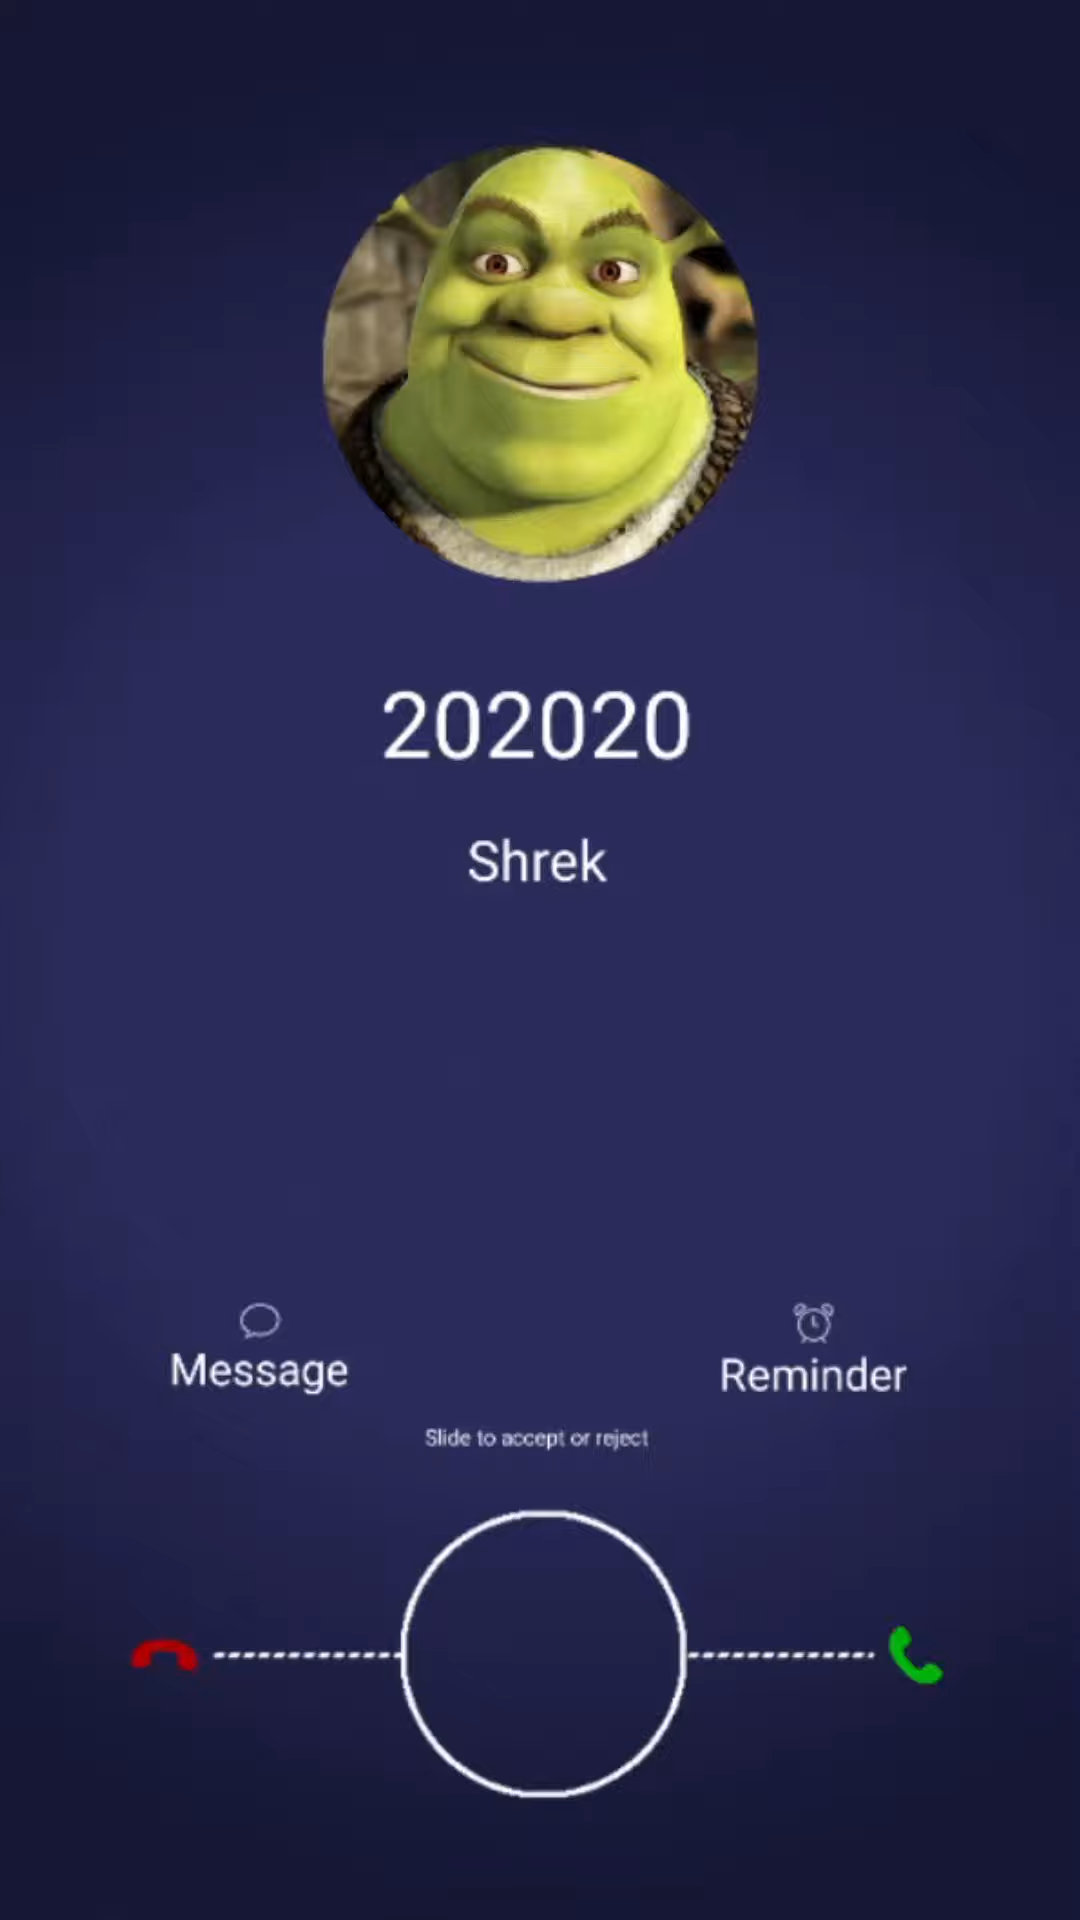 202020
Shrek
Message
Reminder
Slide to accept or reject